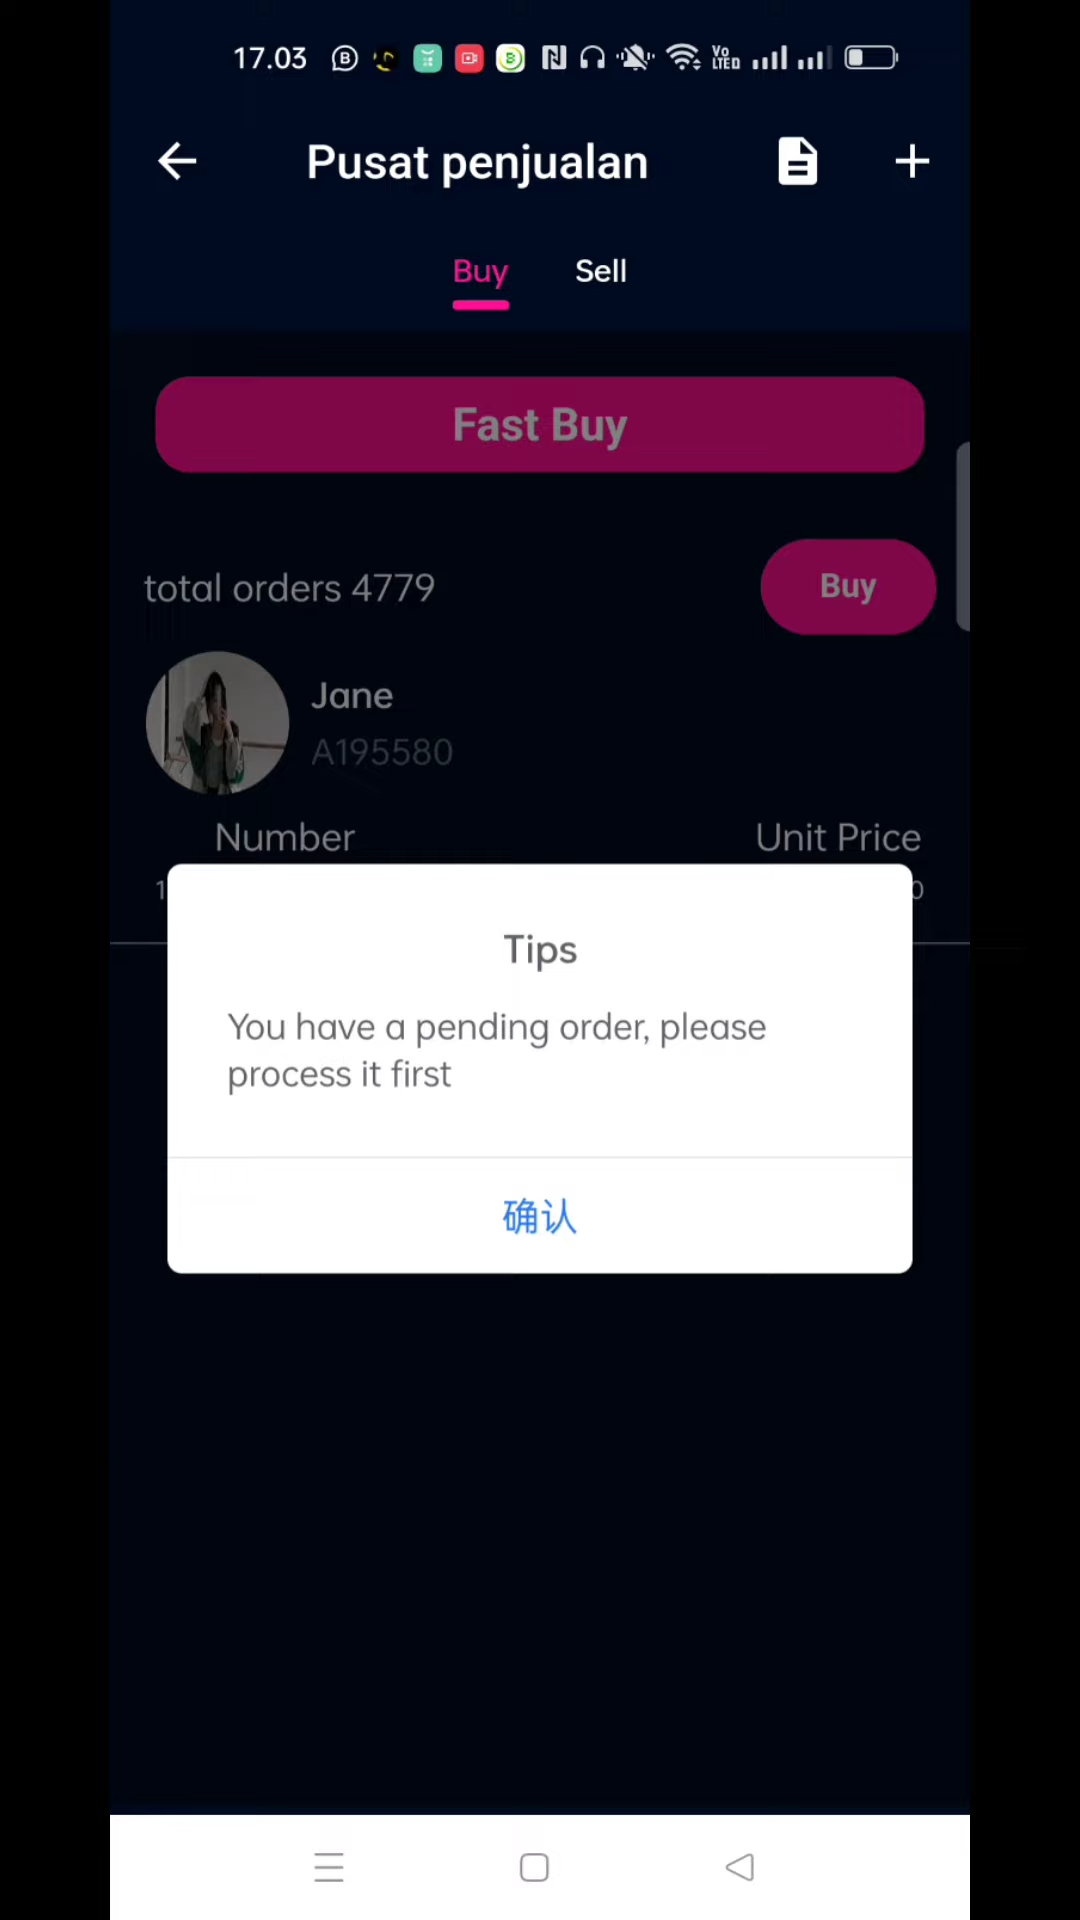 17.03
Pusat penjualan
Buy Sell
Fast Buy
total orders 4779
Buy
Jane
A195580
Number Unit Price
Tips
You have a pending order, please
process it first
确认